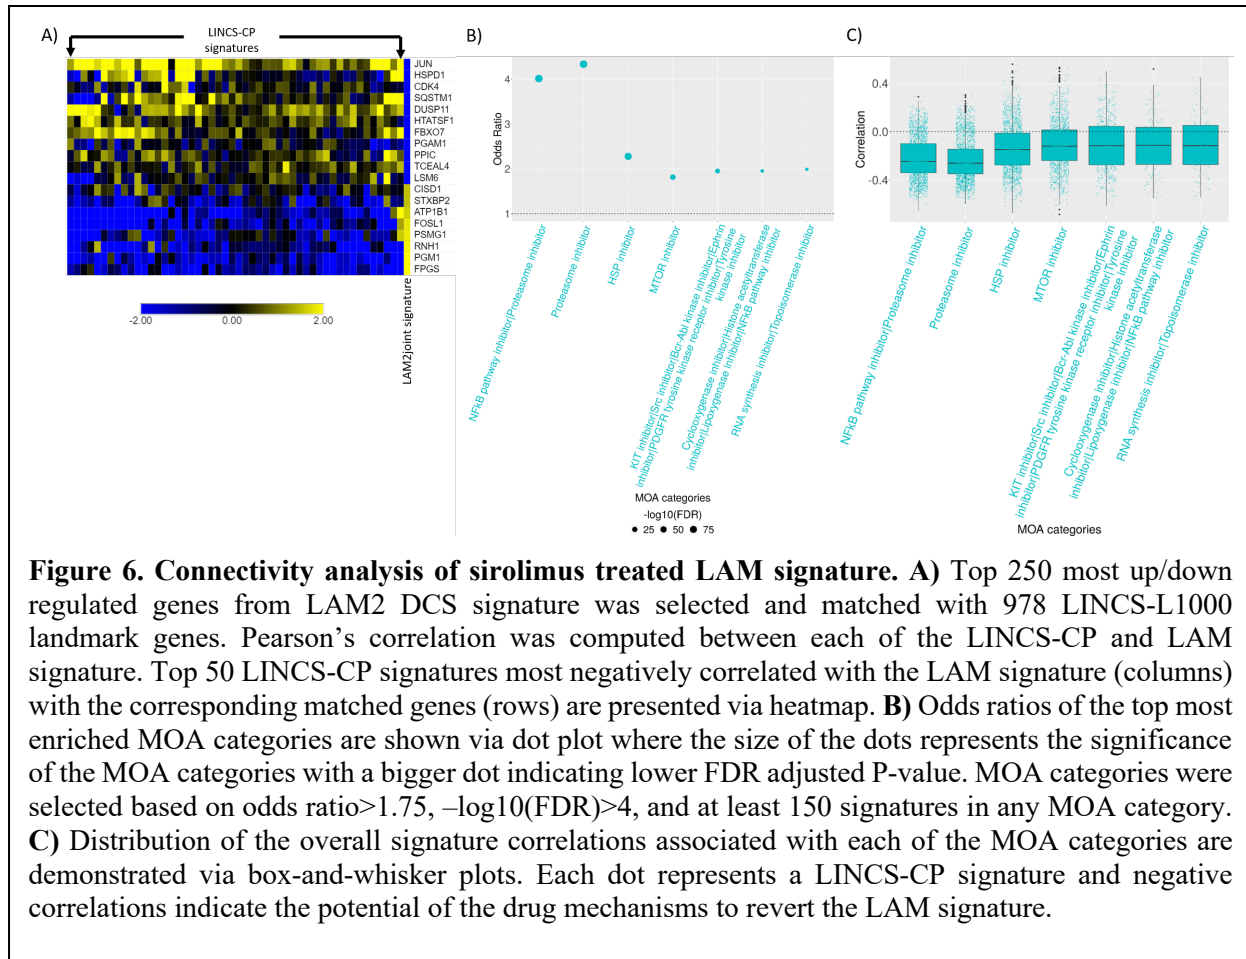 A)
LINCS-CP
signatures
JUN
HSPD1
CDK4
SQSTM1
DUSP11
HTATSF1
FBXO7
PGAM1
PPIC
TCEAL4
LSM6
CISD1
STXBP2
ATP1B1
FOSL1
PSMG1
RNH1
PGM1
FPGS
LAM2joint signature
-2.00 0.00 2.00
B)
Odds Ratio
4
3
2
1
NFkB pathway inhibitor|Proteasome inhibitor
Proteasome inhibitor
HSP inhibitor
MTOR inhibitor
KIT inhibitor|Src inhibitor|Bcr-Abl kinase inhibitor|Ephrin
inhibitor|PDGFR tyrosine kinase receptor inhibitor|Tyrosine
kinase inhibitor
Cyclooxygenase inhibitor|Histone acetyltransferase
inhibitor|Lipoxygenase inhibitor|NFkB pathway inhibitor
RNA synthesis inhibitor|Topoisomerase inhibitor
MOA categories
-log10(FDR)
25 50 75
C)
Correlation
0.4
0.0
-0.4
NFkB pathway inhibitor|Proteasome inhibitor
Proteasome inhibitor
HSP inhibitor
MTOR inhibitor
KIT inhibitor|Src inhibitor|Bcr-Abl kinase inhibitor|Ephrin
inhibitor|PDGFR tyrosine kinase receptor inhibitor|Tyrosine
kinase inhibitor
Cyclooxygenase inhibitor|Histone acetyltransferase
inhibitor|Lipoxygenase inhibitor|NFkB pathway inhibitor
RNA synthesis inhibitor|Topoisomerase inhibitor
MOA categories
Figure 6. Connectivity analysis of sirolimus treated LAM signature. A) Top 250 most up/down
regulated genes from LAM2 DCS signature was selected and matched with 978 LINCS-L1000
landmark genes. Pearson’s correlation was computed between each of the LINCS-CP and LAM
signature. Top 50 LINCS-CP signatures most negatively correlated with the LAM signature (columns)
with the corresponding matched genes (rows) are presented via heatmap. B) Odds ratios of the top most
enriched MOA categories are shown via dot plot where the size of the dots represents the significance
of the MOA categories with a bigger dot indicating lower FDR adjusted P-value. MOA categories were
selected based on odds ratio>1.75, –log10(FDR)>4, and at least 150 signatures in any MOA category.
C) Distribution of the overall signature correlations associated with each of the MOA categories are
demonstrated via box-and-whisker plots. Each dot represents a LINCS-CP signature and negative
correlations indicate the potential of the drug mechanisms to revert the LAM signature.